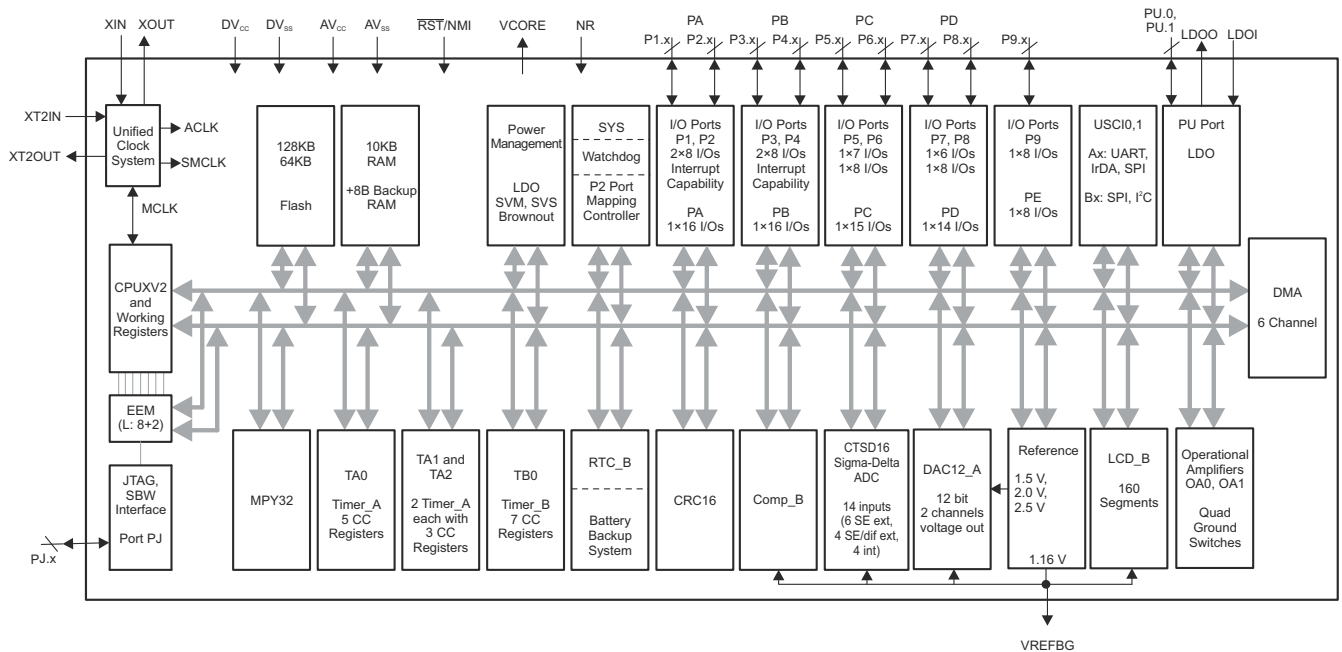 XIN XOUT DVCC DVSS AVCC AVSS RST/NMI VCORE NR PA PB PC PD PU.0,
P1.x P2.x P3.x P4.x P5.x P6.x P7.x P8.x P9.x PU.1 LDOO LDOI
XT2IN
XT2OUT
Unified
Clock
System
ACLK
SMCLK
MCLK
128KB
64KB
Flash
10KB
RAM
+8B Backup
RAM
Power
Management
LDO
SVM, SVS
Brownout
SYS
Watchdog
P2 Port
Mapping
Controller
I/O Ports
P1, P2
2×8 I/Os
Interrupt
Capability
PA
1×16 I/Os
I/O Ports
P3, P4
2×8 I/Os
Interrupt
Capability
PB
1×16 I/Os
I/O Ports
P5, P6
1×7 I/Os
1×8 I/Os
PC
1×15 I/Os
I/O Ports
P7, P8
1×6 I/Os
1×8 I/Os
PD
1×14 I/Os
I/O Ports
P9
1×8 I/Os
PE
1×8 I/Os
USCI0,1
Ax: UART,
IrDA, SPI
Bx: SPI, I²C
PU Port
LDO
CPUXV2
and
Working
Registers
DMA
6 Channel
EEM
(L: 8+2)
JTAG,
SBW
Interface
Port PJ
PJ.x
MPY32
TA0
Timer_A
5 CC
Registers
TA1 and
TA2
2 Timer_A
each with
3 CC
Registers
TB0
Timer_B
7 CC
Registers
RTC_B
Battery
Backup
System
CRC16
Comp_B
CTSD16
Sigma-Delta
ADC
14 inputs
(6 SE ext,
4 SE/dif ext,
4 int)
DAC12_A
12 bit
2 channels
voltage out
Reference
1.5 V,
2.0 V,
2.5 V
1.16 V
LCD_B
160
Segments
Operational
Amplifiers
OA0, OA1
Quad
Ground
Switches
VREFBG